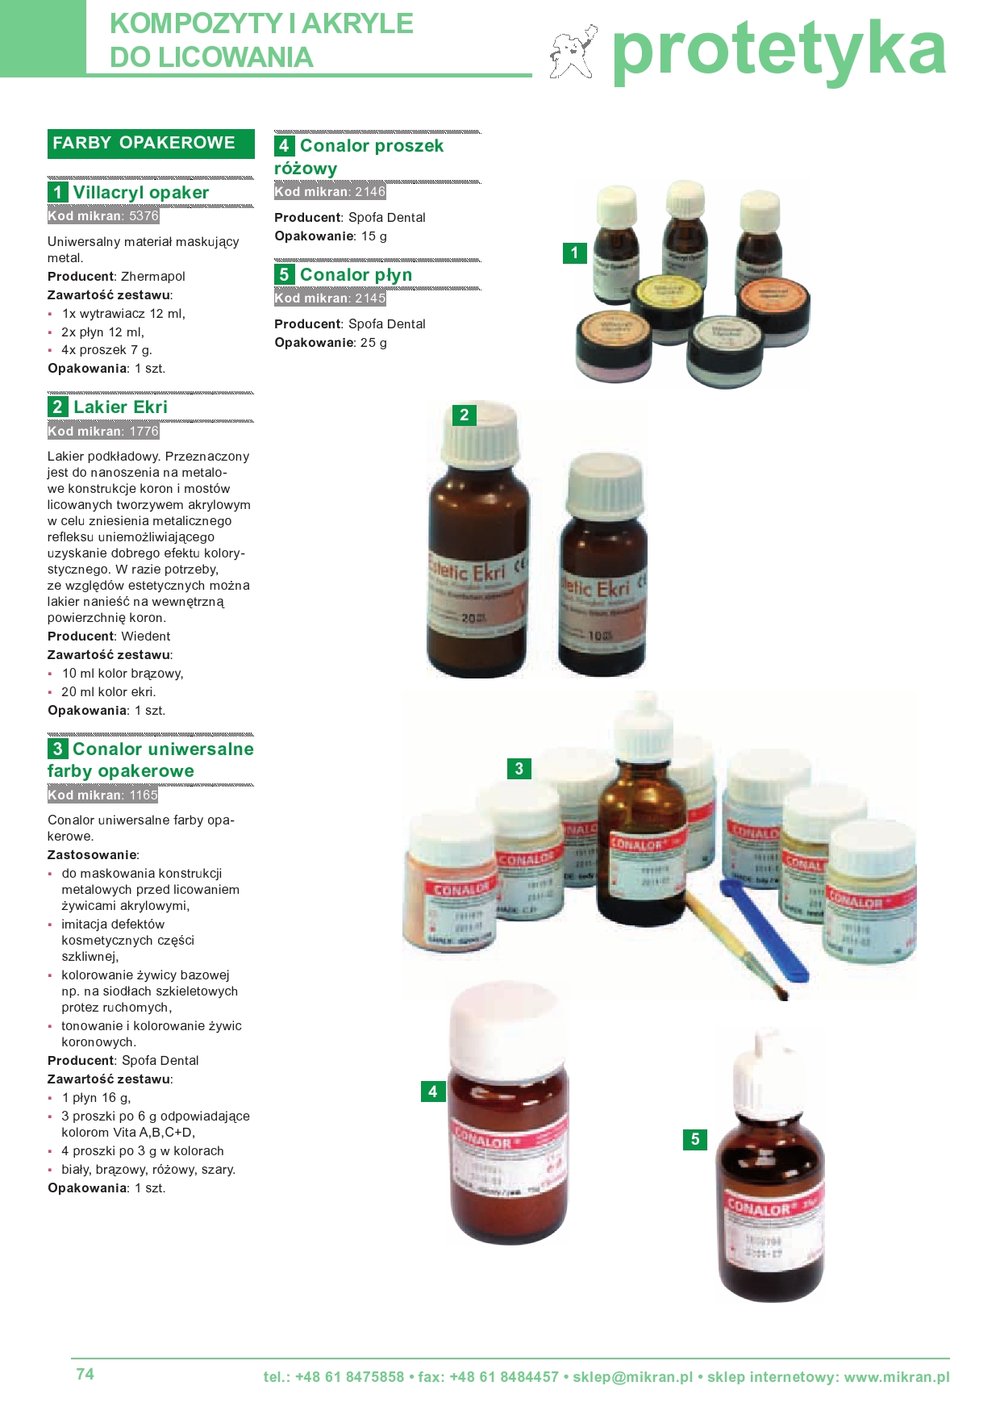 KOMPOZYTY I AKRYLE
DO LICOWANIA
protetyka
FARBY OPAKEROWE
1 Villacryl opaker
Kod mikran: 5376
Uniwersalny materiał maskujący
metal.
Producent: Zhermapol
Zawartość zestawu:
▪ 1x wytrawiacz 12 ml,
▪ 2x płyn 12 ml,
▪ 4x proszek 7 g.
Opakowania: 1 szt.
2 Lakier Ekri
Kod mikran: 1776
Lakier podkładowy. Przeznaczony
jest do nanoszenia na metalo-
we konstrukcje koron i mostów
licowanych tworzywem akrylowym
w celu zniesienia metalicznego
refleksu uniemożliwiającego
uzyskanie dobrego efektu kolory-
stycznego. W razie potrzeby,
ze względów estetycznych można
lakier nanieść na wewnętrzną
powierzchnię koron.
Producent: Wiedent
Zawartość zestawu:
▪ 10 ml kolor brązowy,
▪ 20 ml kolor ekri.
Opakowania: 1 szt.
3 Conalor uniwersalne
farby opakerowe
Kod mikran: 1165
Conalor uniwersalne farby opa-
kerowe.
Zastosowanie:
▪ do maskowania konstrukcji
metalowych przed licowaniem
żywicami akrylowymi,
▪ imitacja defektów
kosmetycznych części
szkliwnej,
▪ kolorowanie żywicy bazowej
np. na siodłach szkieletowych
protez ruchomych,
▪ tonowanie i kolorowanie żywic
koronowych.
Producent: Spofa Dental
Zawartość zestawu:
▪ 1 płyn 16 g,
▪ 3 proszki po 6 g odpowiadające
kolorom Vita A,B,C+D,
▪ 4 proszki po 3 g w kolorach
▪ biały, brązowy, różowy, szary.
Opakowania: 1 szt.
4 Conalor proszek
różowy
Kod mikran: 2146
Producent: Spofa Dental
Opakowanie: 15 g
5 Conalor płyn
Kod mikran: 2145
Producent: Spofa Dental
Opakowanie: 25 g
1
2
Estetic Ekri
20
Estetic Ekri
10
3
CONALOR
CONALOR
CONALOR
CONALOR
CONALOR
CONALOR
4
CONALOR
5
CONALOR
74
tel.: +48 61 8475858 • fax: +48 61 8484457 • sklep@mikran.pl • sklep internetowy: www.mikran.pl